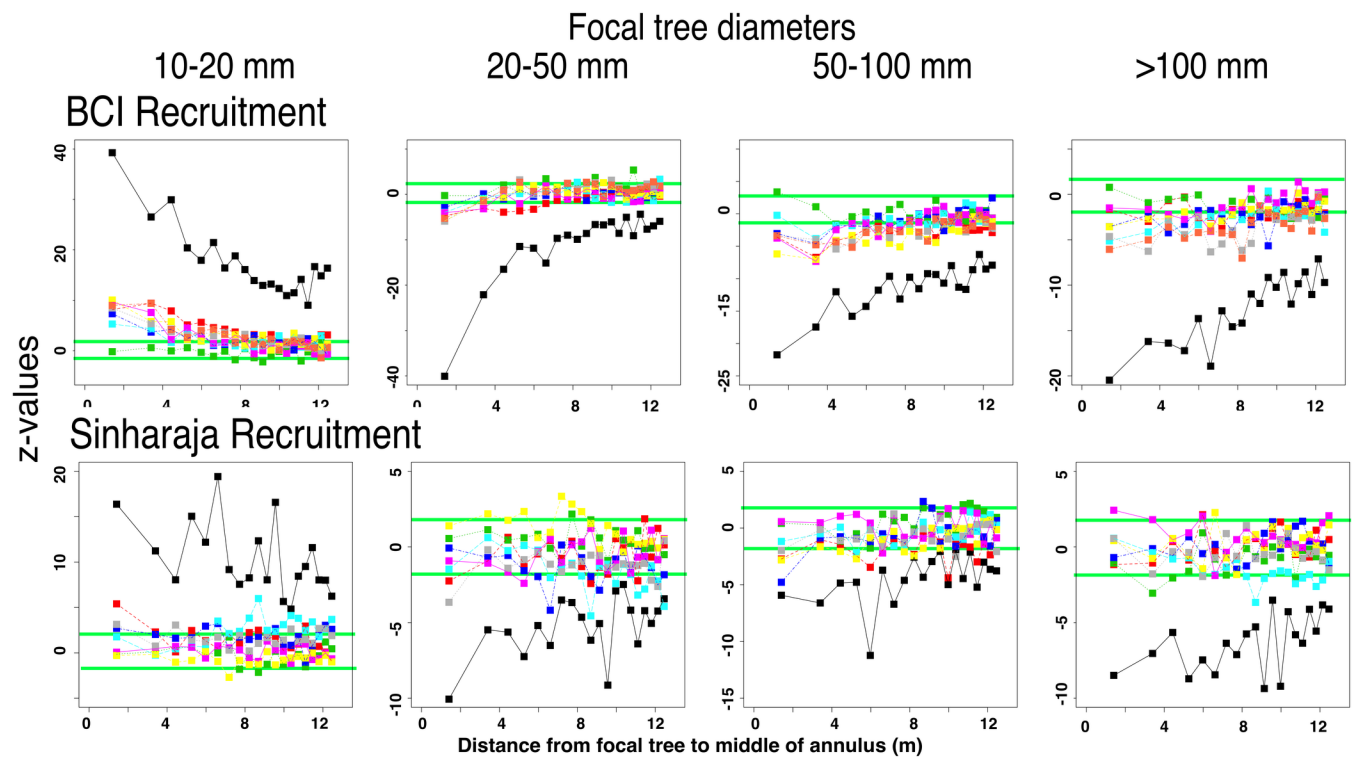 Focal tree diameters
10-20 mm 20-50 mm 50-100 mm >100 mm
BCI Recruitment
40 20 0
0 -20 -40
0 -15 -25
0 -10 -20
0 4 8 12
0 4 8 12
0 4 8 12
0 4 8 12
z-values
Sinharaja Recruitment
20 10 0
5 0 -5 -10
5 0 -5 -10 -15
5 0 -5 -10
0 4 8 12
0 4 8 12
0 4 8 12
0 4 8 12
Distance from focal tree to middle of annulus (m)